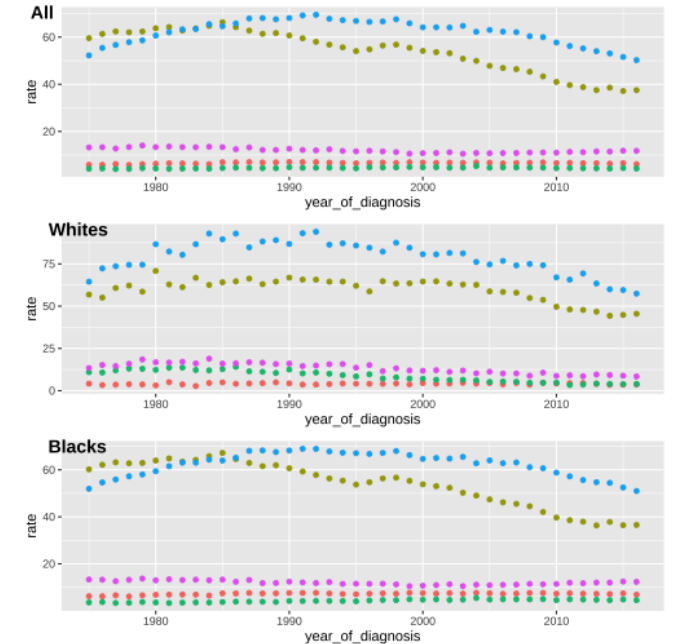 All
60
40
20
rate
1980 1990 2000 2010
year_of_diagnosis
Whites
75
50
25
0
rate
1980 1990 2000 2010
year_of_diagnosis
Blacks
60
40
20
rate
1980 1990 2000 2010
year_of_diagnosis